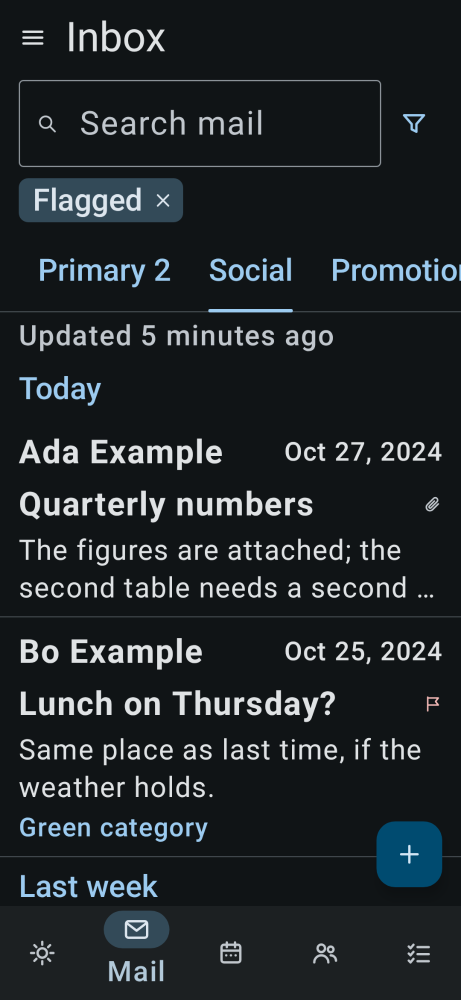 Inbox
Search mail
Flagged
Primary 2 Social Promotio
Updated 5 minutes ago
Today
Ada Example Oct 27, 2024
Quarterly numbers
The figures are attached; the
second table needs a second …
Bo Example Oct 25, 2024
Lunch on Thursday?
Same place as last time, if the
weather holds.
Green category
Last week
Mail